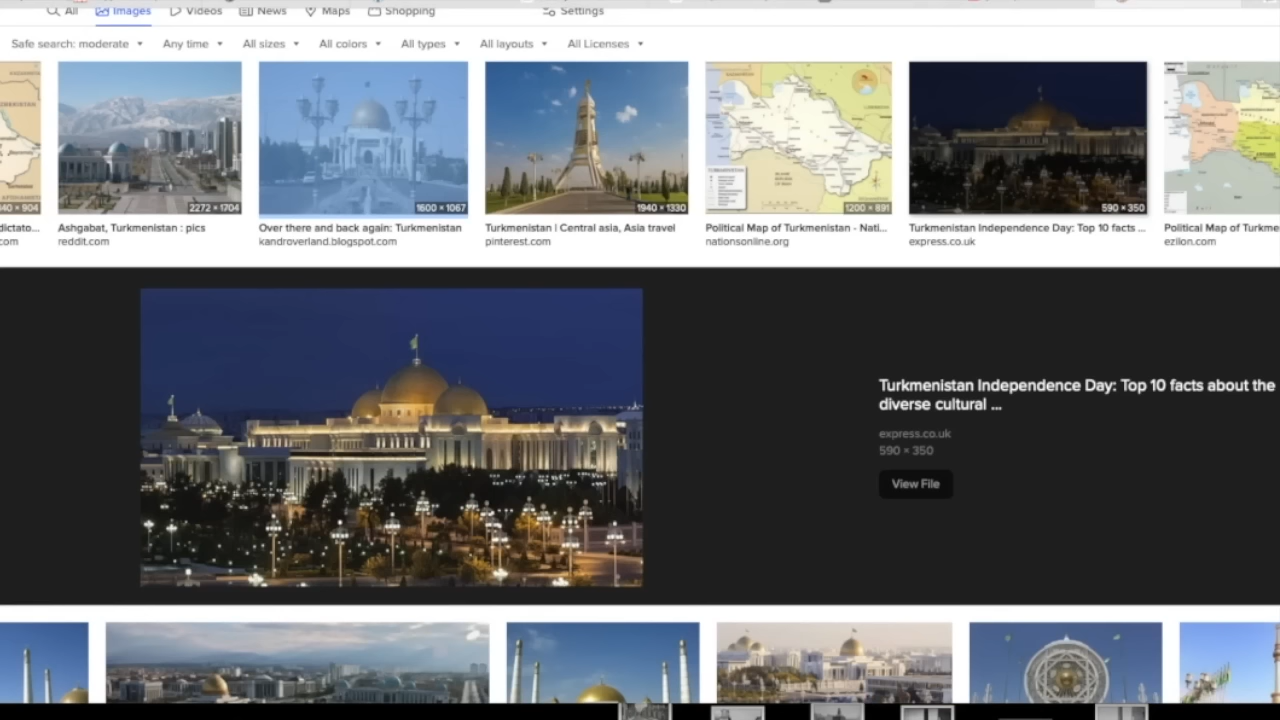 All Images Videos News Maps Shopping Settings
Safe search: moderate Any time All sizes All colors All types All layouts All Licenses
2272 × 1704 1600 × 1067 1940 × 1330 1200 × 891 590 × 350
Ashgabat, Turkmenistan : pics
reddit.com
Over there and back again: Turkmenistan
kandroverland.blogspot.com
Turkmenistan | Central asia, Asia travel
pinterest.com
Political Map of Turkmenistan - Nati...
nationsonline.org
Turkmenistan Independence Day: Top 10 facts ...
express.co.uk
Political Map of Turkme
ezilon.com
Turkmenistan Independence Day: Top 10 facts about the
diverse cultural ...
express.co.uk
590 × 350
View File